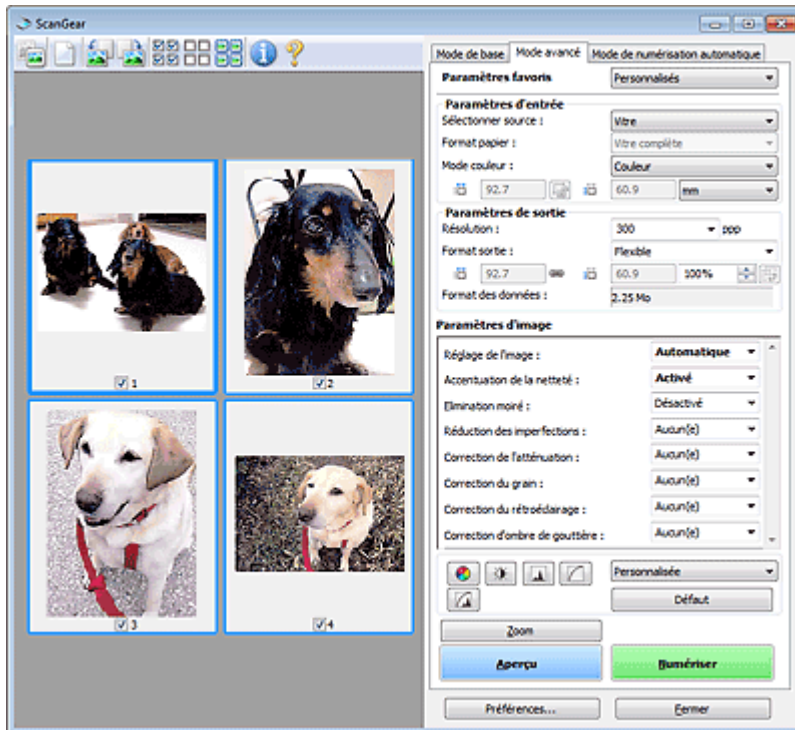 ScanGear
Mode de base Mode avancé Mode de numérisation automatique
Paramètres favoris Personnalisés
Paramètres d'entrée
Sélectionner source : Vitre
Format papier : Vitre complète
Mode couleur : Couleur
92.7 60.9 mm
Paramètres de sortie
Résolution : 300 ppp
Format sortie : Flexible
92.7 60.9 100%
Format des données : 2.25 Mo
Paramètres d'image
Réglage de l'image : Automatique
Accentuation de la netteté : Activé
Elimination moiré : Désactivé
Réduction des imperfections : Aucun(e)
Correction de l'atténuation : Aucun(e)
Correction du grain : Aucun(e)
Correction du rétroéclairage : Aucun(e)
Correction d'ombre de gouttière : Aucun(e)
Personnalisée
Défaut
Zoom
Aperçu Numériser
Préférences... Fermer
1 2
3 4